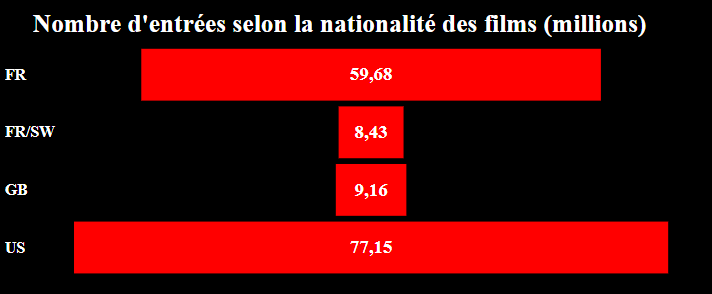 Nombre d'entrées selon la nationalité des films (millions)
FR 59,68
FR/SW 8,43
GB 9,16
US 77,15